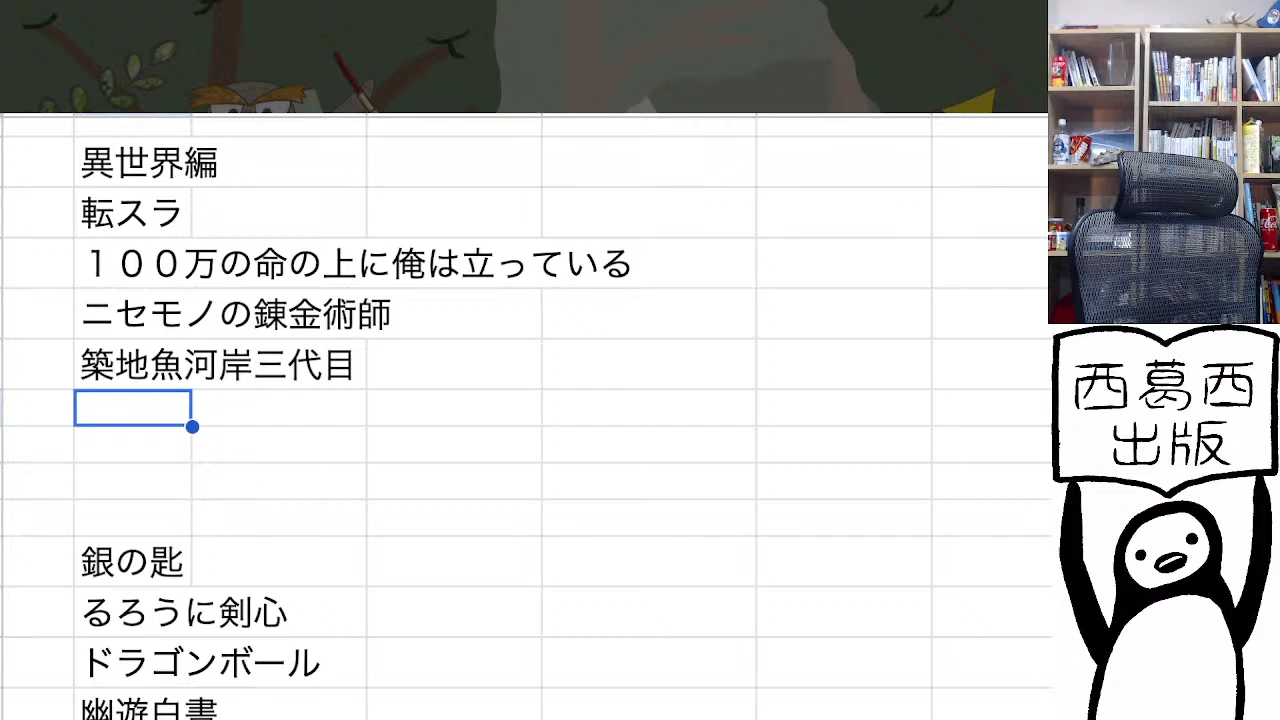 異世界編
転スラ
１００万の命の上に俺は立っている
ニセモノの錬金術師
築地魚河岸三代目
銀の匙
るろうに剣心
ドラゴンボール
幽遊白書
西葛西
出版